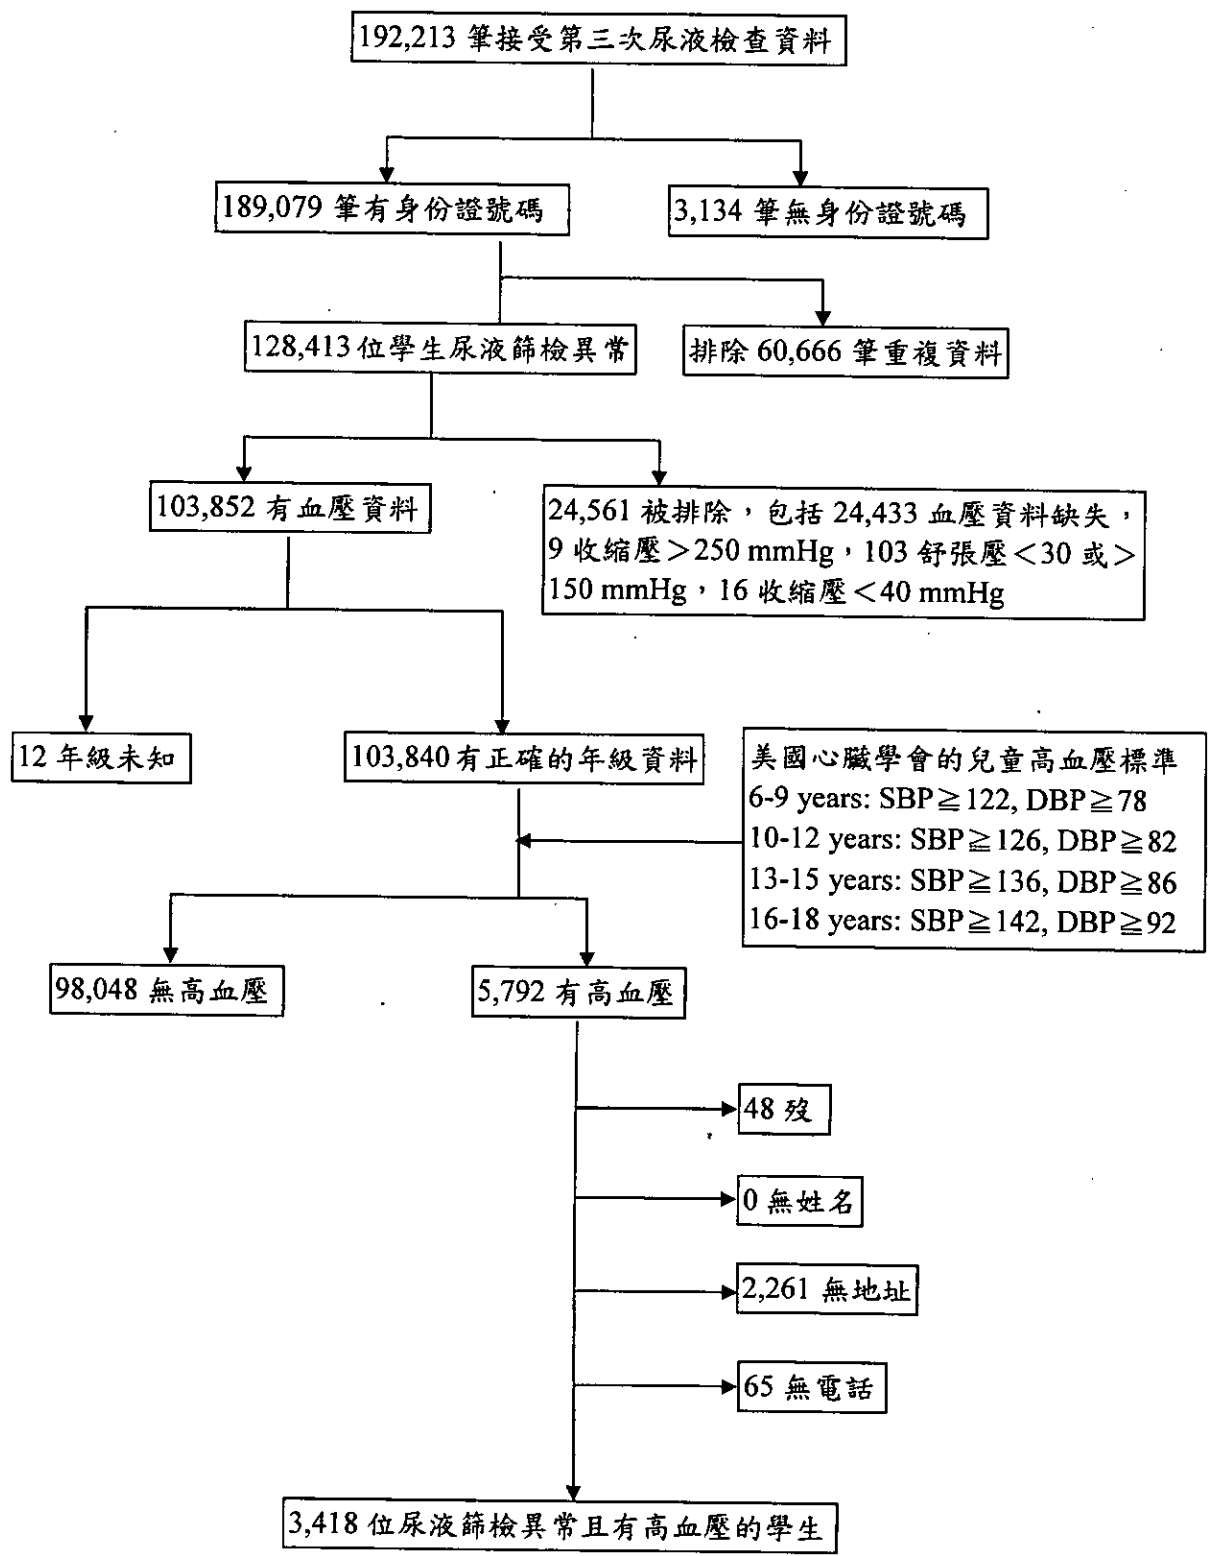 192,213 筆接受第三次尿液檢查資料
189,079 筆有身份證號碼
3,134 筆無身份證號碼
128,413位學生尿液篩檢異常
排除 60,666 筆重複資料
103,852 有血壓資料
24,561 被排除，包括 24,433 血壓資料缺失，
9 收縮壓＞250 mmHg，103 舒張壓＜30 或＞
150 mmHg，16 收縮壓＜40 mmHg
12 年級未知
103,840有正確的年級資料
美國心臟學會的兒童高血壓標準
6-9 years: SBP≧122, DBP≧78
10-12 years: SBP≧126, DBP≧82
13-15 years: SBP≧136, DBP≧86
16-18 years: SBP≧142, DBP≧92
98,048 無高血壓
5,792 有高血壓
48 歿
0 無姓名
2,261 無地址
65 無電話
3,418 位尿液篩檢異常且有高血壓的學生